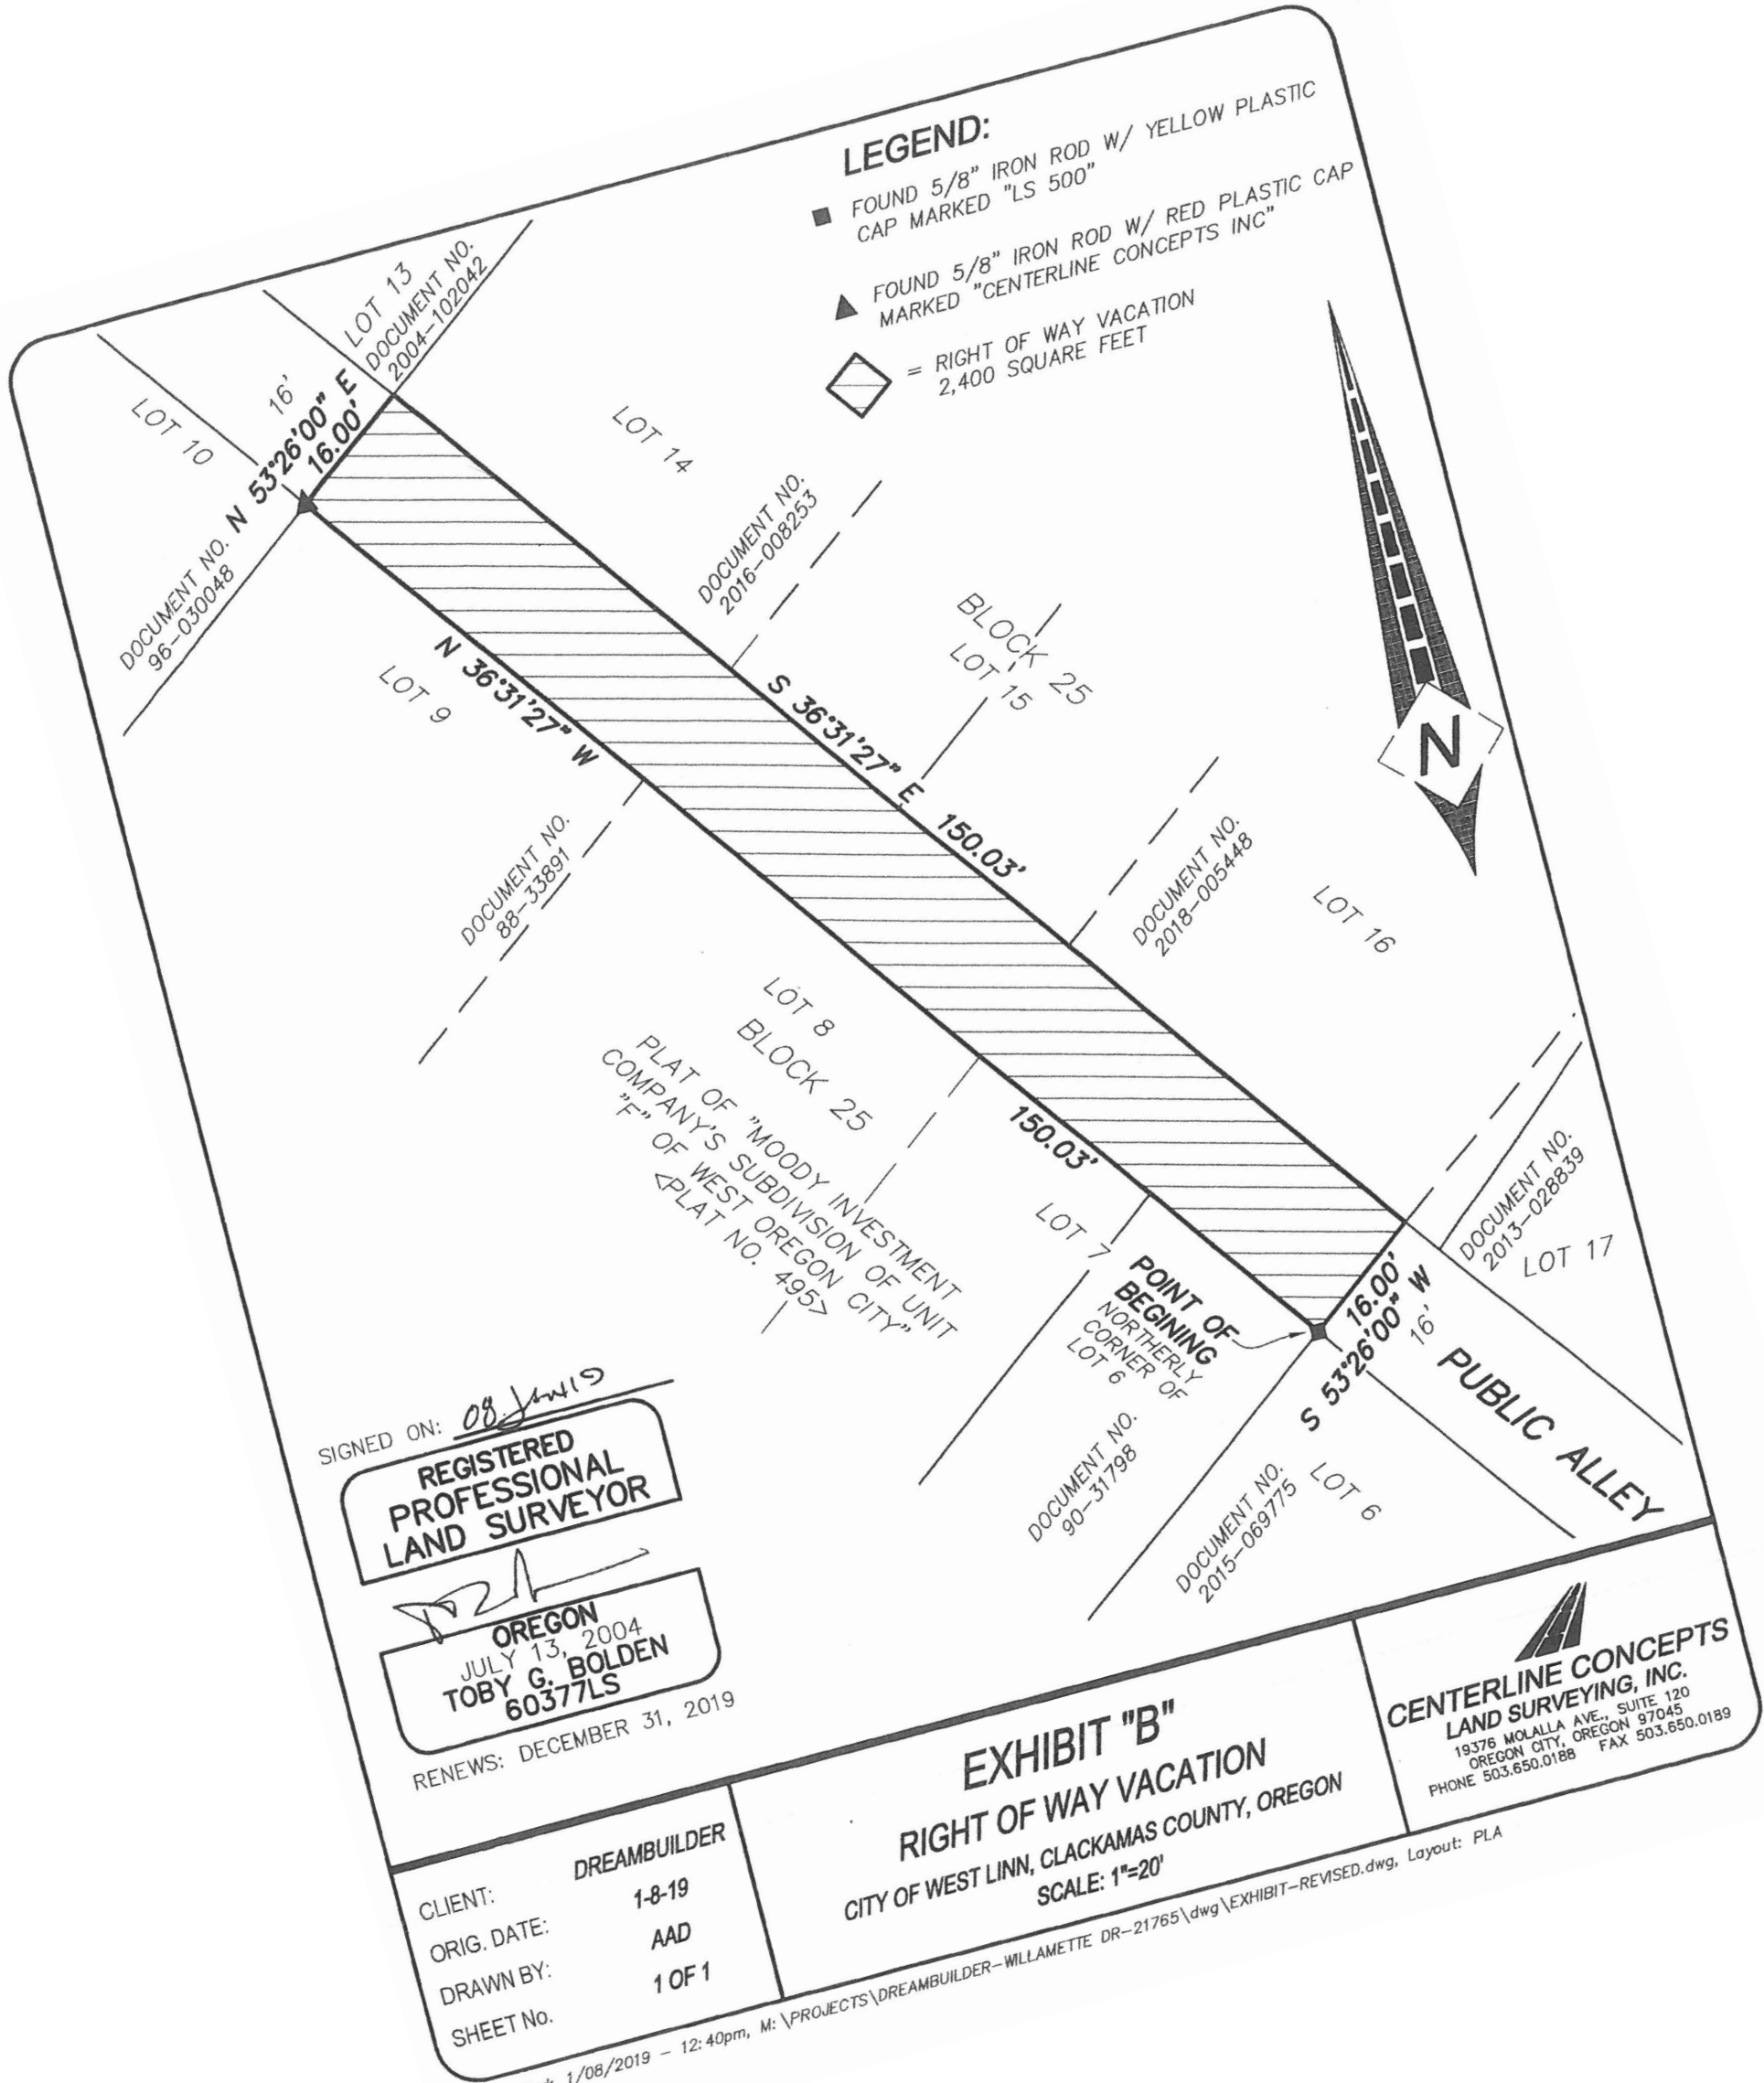 LEGEND:
FOUND 5/8" IRON ROD W/ YELLOW PLASTIC
CAP MARKED "LS 500"
FOUND 5/8" IRON ROD W/ RED PLASTIC CAP
MARKED "CENTERLINE CONCEPTS INC"
= RIGHT OF WAY VACATION
2,400 SQUARE FEET
LOT 13
DOCUMENT NO.
2004-102042
16'
N 53°26'00" E
16.00'
LOT 10
DOCUMENT NO.
96-030048
LOT 14
DOCUMENT NO.
2016-008253
BLOCK 25
LOT 15
N
N 36°31'27" W
LOT 9
S 36°31'27" E 150.03'
DOCUMENT NO.
88-33891
DOCUMENT NO.
2018-005448
LOT 16
LOT 8
BLOCK 25
PLAT OF "MOODY INVESTMENT
COMPANY'S SUBDIVISION OF UNIT
"F" OF WEST OREGON CITY"
<PLAT NO. 495>
150.03'
LOT 7
DOCUMENT NO.
2013-028839
LOT 17
POINT OF
BEGINING
NORTHERLY
CORNER OF
LOT 6
16.00'
S 53°26'00" W
16'
PUBLIC ALLEY
DOCUMENT NO.
90-31798
DOCUMENT NO.
2015-069775
LOT 6
SIGNED ON: 08 Jan 19
REGISTERED
PROFESSIONAL
LAND SURVEYOR
OREGON
JULY 13, 2004
TOBY G. BOLDEN
60377LS
RENEWS: DECEMBER 31, 2019
CLIENT: DREAMBUILDER
ORIG. DATE: 1-8-19
DRAWN BY: AAD
SHEET No. 1 OF 1
EXHIBIT "B"
RIGHT OF WAY VACATION
CITY OF WEST LINN, CLACKAMAS COUNTY, OREGON
SCALE: 1"=20'
CENTERLINE CONCEPTS
LAND SURVEYING, INC.
19376 MOLALLA AVE., SUITE 120
OREGON CITY, OREGON 97045
PHONE 503.650.0188 FAX 503.650.0189
1/08/2019 - 12:40pm, M:\PROJECTS\DREAMBUILDER-WILLAMETTE DR-21765\dwg\EXHIBIT-REVISED.dwg, Layout: PLA